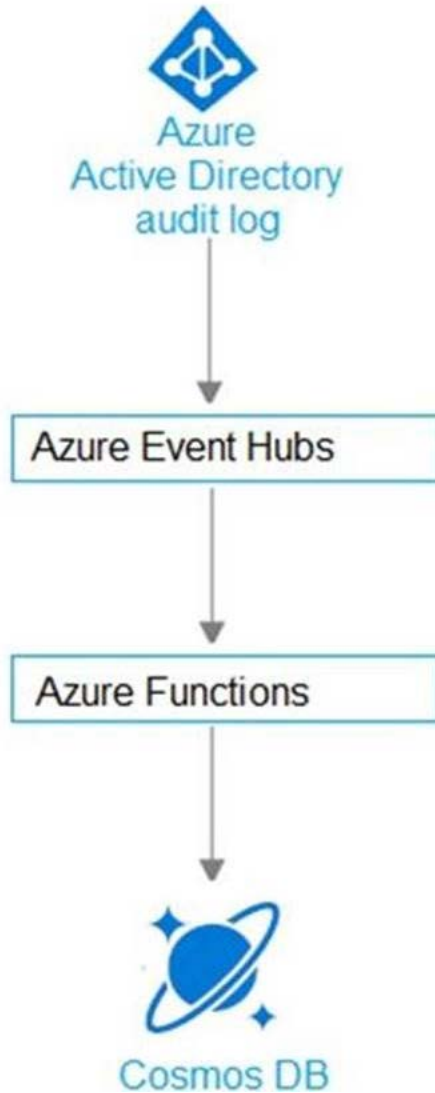 Azure
Active Directory
audit log
Azure Event Hubs
Azure Functions
Cosmos DB